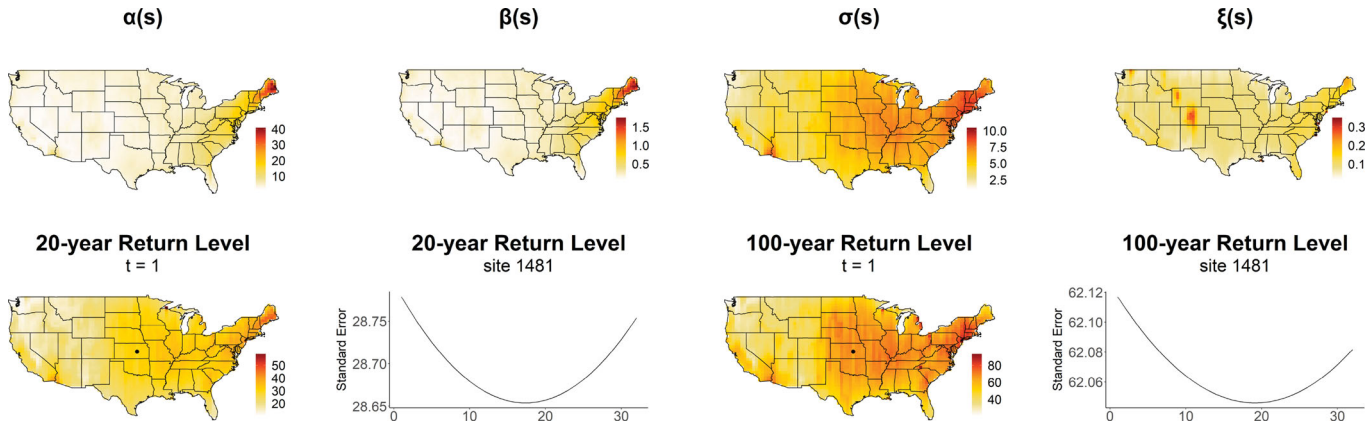 α(s)
β(s)
σ(s)
ξ(s)
40
30
20
10
1.5
1.0
0.5
10.0
7.5
5.0
2.5
0.3
0.2
0.1
20-year Return Level
t = 1
50
40
30
20
20-year Return Level
site 1481
Standard Error
28.75
28.70
28.65
0
10
20
30
100-year Return Level
t = 1
80
60
40
100-year Return Level
site 1481
Standard Error
62.12
62.10
62.08
62.06
0
10
20
30